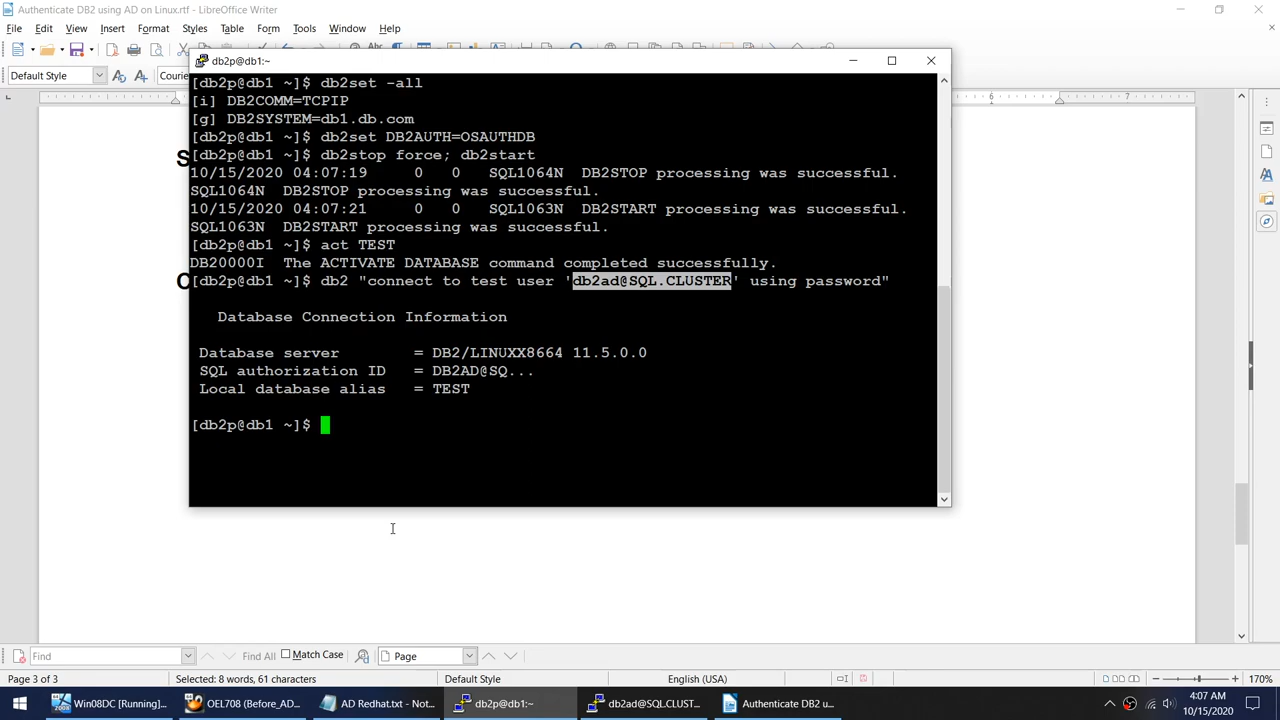 Authenticate DB2 using AD on Linux.rtf - LibreOffice Writer
File Edit View Insert Format Styles Table Form Tools Window Help
Default Style
Courie
6 7
db2p@db1:~
[db2p@db1 ~]$ db2set -all
[i] DB2COMM=TCPIP
[g] DB2SYSTEM=db1.db.com
[db2p@db1 ~]$ db2set DB2AUTH=OSAUTHDB
S
[db2p@db1 ~]$ db2stop force; db2start
10/15/2020 04:07:19 0 0 SQL1064N DB2STOP processing was successful.
SQL1064N DB2STOP processing was successful.
10/15/2020 04:07:21 0 0 SQL1063N DB2START processing was successful.
SQL1063N DB2START processing was successful.
[db2p@db1 ~]$ act TEST
DB20000I The ACTIVATE DATABASE command completed successfully.
C
[db2p@db1 ~]$ db2 "connect to test user 'db2ad@SQL.CLUSTER' using password"
Database Connection Information
Database server = DB2/LINUXX8664 11.5.0.0
SQL authorization ID = DB2AD@SQ...
Local database alias = TEST
[db2p@db1 ~]$
Find
Find All
Match Case
Page
Page 3 of 3
Selected: 8 words, 61 characters
Default Style
English (USA)
170%
Win08DC [Running]...
OEL708 (Before_AD...
AD Redhat.txt - Not...
db2p@db1:~
db2ad@SQL.CLUST...
Authenticate DB2 u...
4:07 AM
10/15/2020